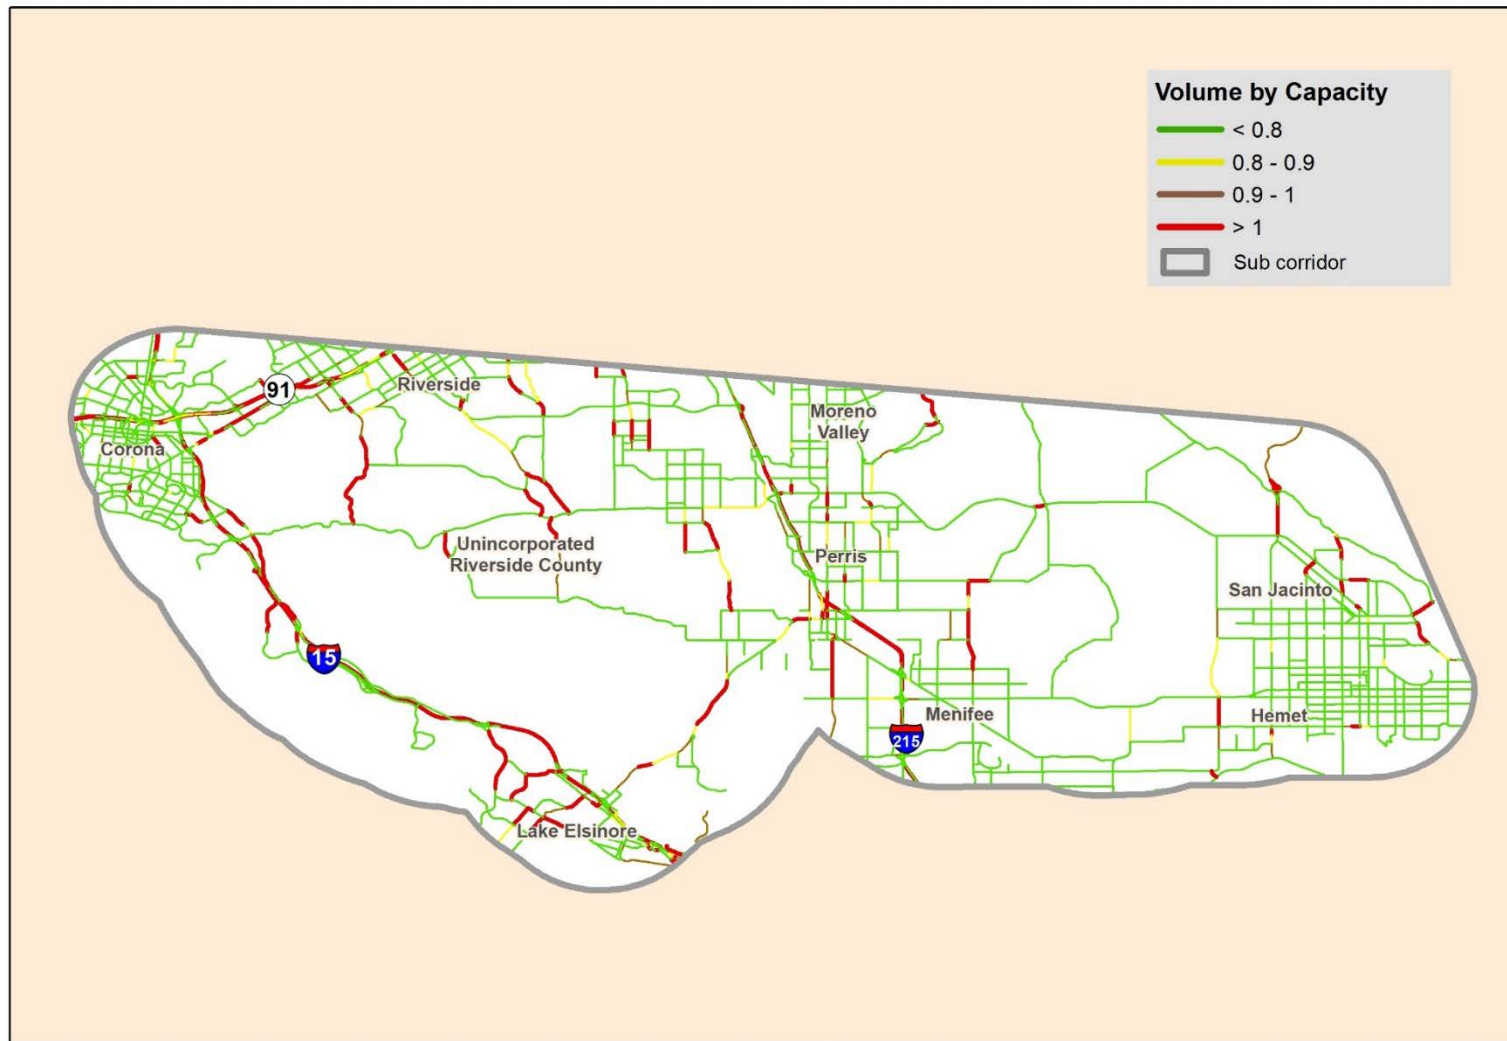 Volume by Capacity
< 0.8
0.8 - 0.9
0.9 - 1
> 1
Sub corridor
91
Riverside
Corona
Moreno
Valley
Unincorporated
Riverside County
Perris
San Jacinto
15
Menifee
Hemet
215
Lake Elsinore